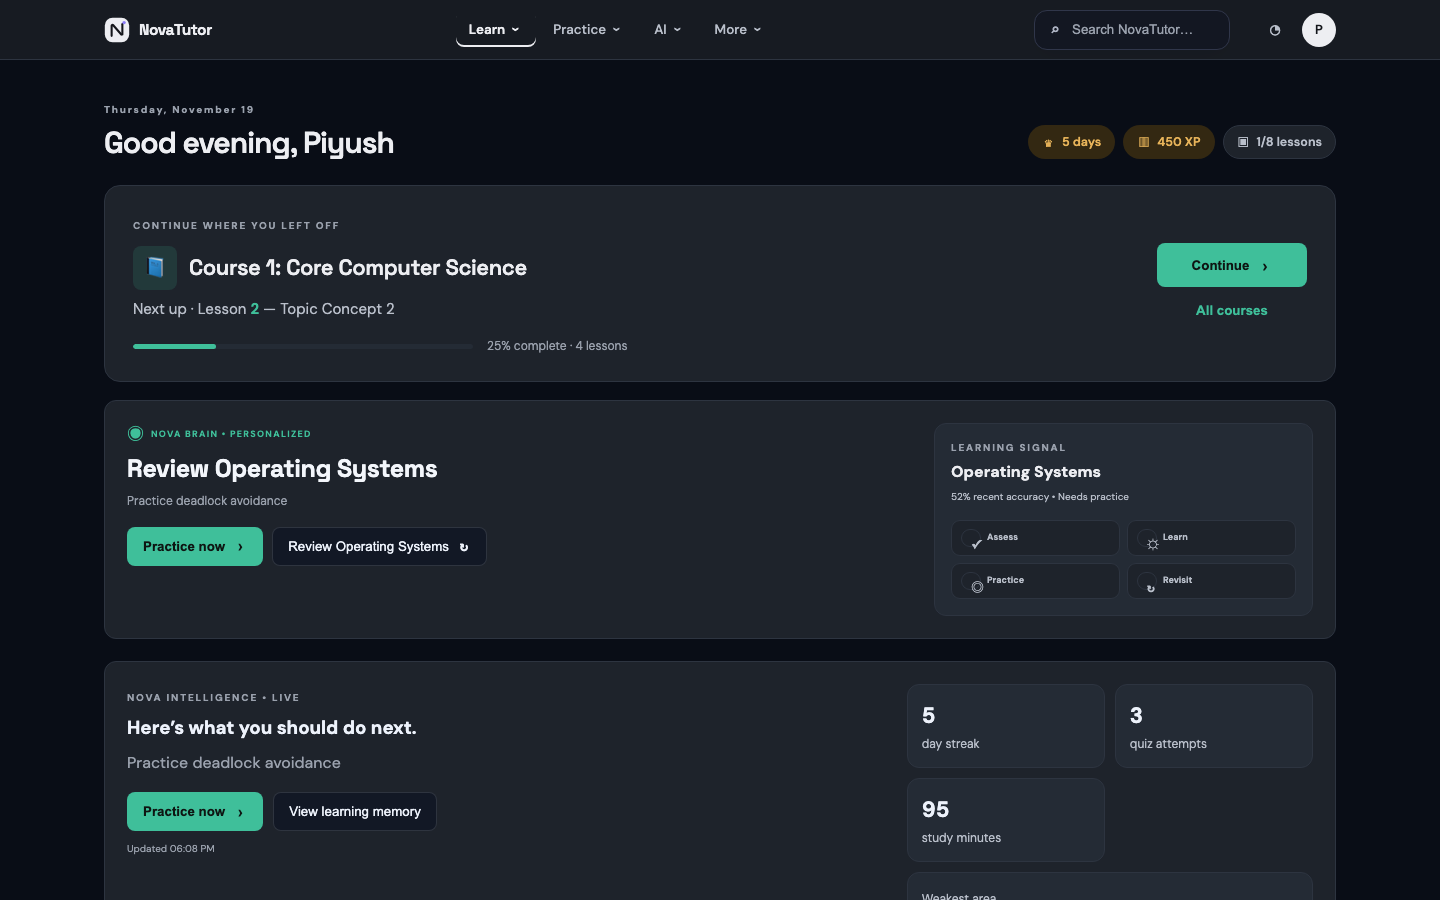 NovaTutor
Learn
Practice
AI
More
Search NovaTutor...
P
Thursday, November 19
Good evening, Piyush
5 days
450 XP
1/8 lessons
CONTINUE WHERE YOU LEFT OFF
Course 1: Core Computer Science
Next up · Lesson 2 — Topic Concept 2
25% complete · 4 lessons
Continue ›
All courses
NOVA BRAIN • PERSONALIZED
Review Operating Systems
Practice deadlock avoidance
Practice now ›
Review Operating Systems ↻
LEARNING SIGNAL
Operating Systems
52% recent accuracy • Needs practice
Assess
Learn
Practice
Revisit
NOVA INTELLIGENCE • LIVE
Here's what you should do next.
Practice deadlock avoidance
Practice now ›
View learning memory
Updated 06:08 PM
5
day streak
3
quiz attempts
95
study minutes
Weakest area